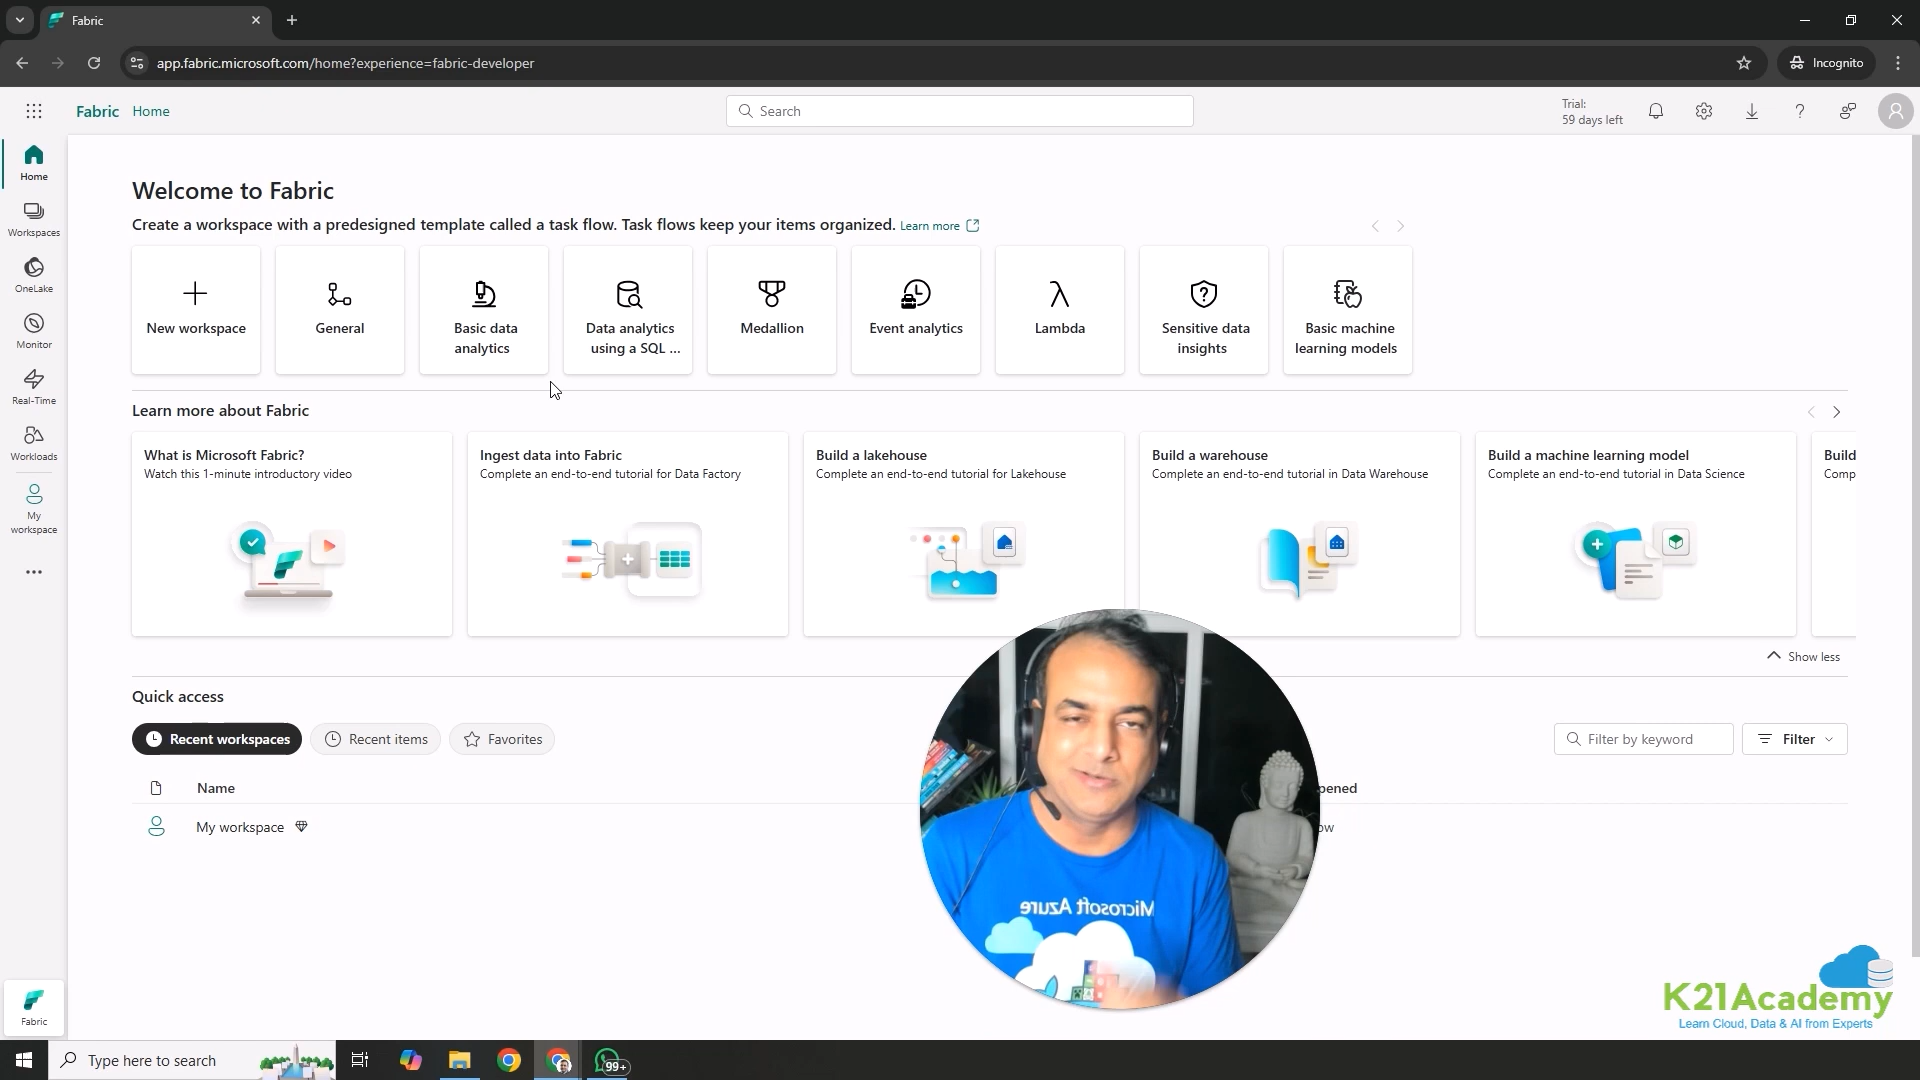 Fabric
app.fabric.microsoft.com/home?experience=fabric-developer
Incognito
Fabric Home
Search
Trial:
59 days left
Home
Workspaces
OneLake
Monitor
Real-Time
Workloads
My
workspace
Fabric
Welcome to Fabric
Create a workspace with a predesigned template called a task flow. Task flows keep your items organized. Learn more
New workspace
General
Basic data
analytics
Data analytics
using a SQL ...
Medallion
Event analytics
Lambda
Sensitive data
insights
Basic machine
learning models
Learn more about Fabric
What is Microsoft Fabric?
Watch this 1-minute introductory video
Ingest data into Fabric
Complete an end-to-end tutorial for Data Factory
Build a lakehouse
Complete an end-to-end tutorial for Lakehouse
Build a warehouse
Complete an end-to-end tutorial in Data Warehouse
Build a machine learning model
Complete an end-to-end tutorial in Data Science
Build
Comp
Show less
Quick access
Recent workspaces
Recent items
Favorites
Filter by keyword
Filter
Name
pened
My workspace
ow
Microsoft Azure
K21Academy
Learn Cloud, Data & AI from Experts
Type here to search
99+